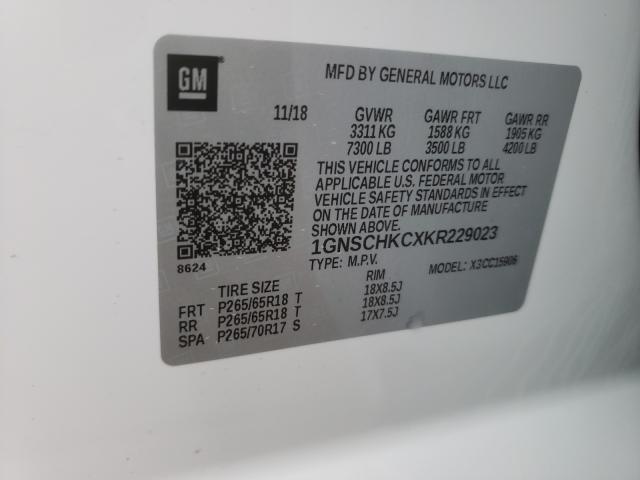 GM
MFD BY GENERAL MOTORS LLC
11/18 GVWR GAWR FRT GAWR RR
3311 KG 1588 KG 1905 KG
7300 LB 3500 LB 4200 LB
THIS VEHICLE CONFORMS TO ALL
APPLICABLE U.S. FEDERAL MOTOR
VEHICLE SAFETY STANDARDS IN EFFECT
ON THE DATE OF MANUFACTURE
SHOWN ABOVE.
1GNSCHKCXKR229023
8624 TYPE: M.P.V. MODEL: X3CC15906
TIRE SIZE RIM
FRT P265/65R18 T 18X8.5J
RR P265/65R18 T 18X8.5J
SPA P265/70R17 S 17X7.5J